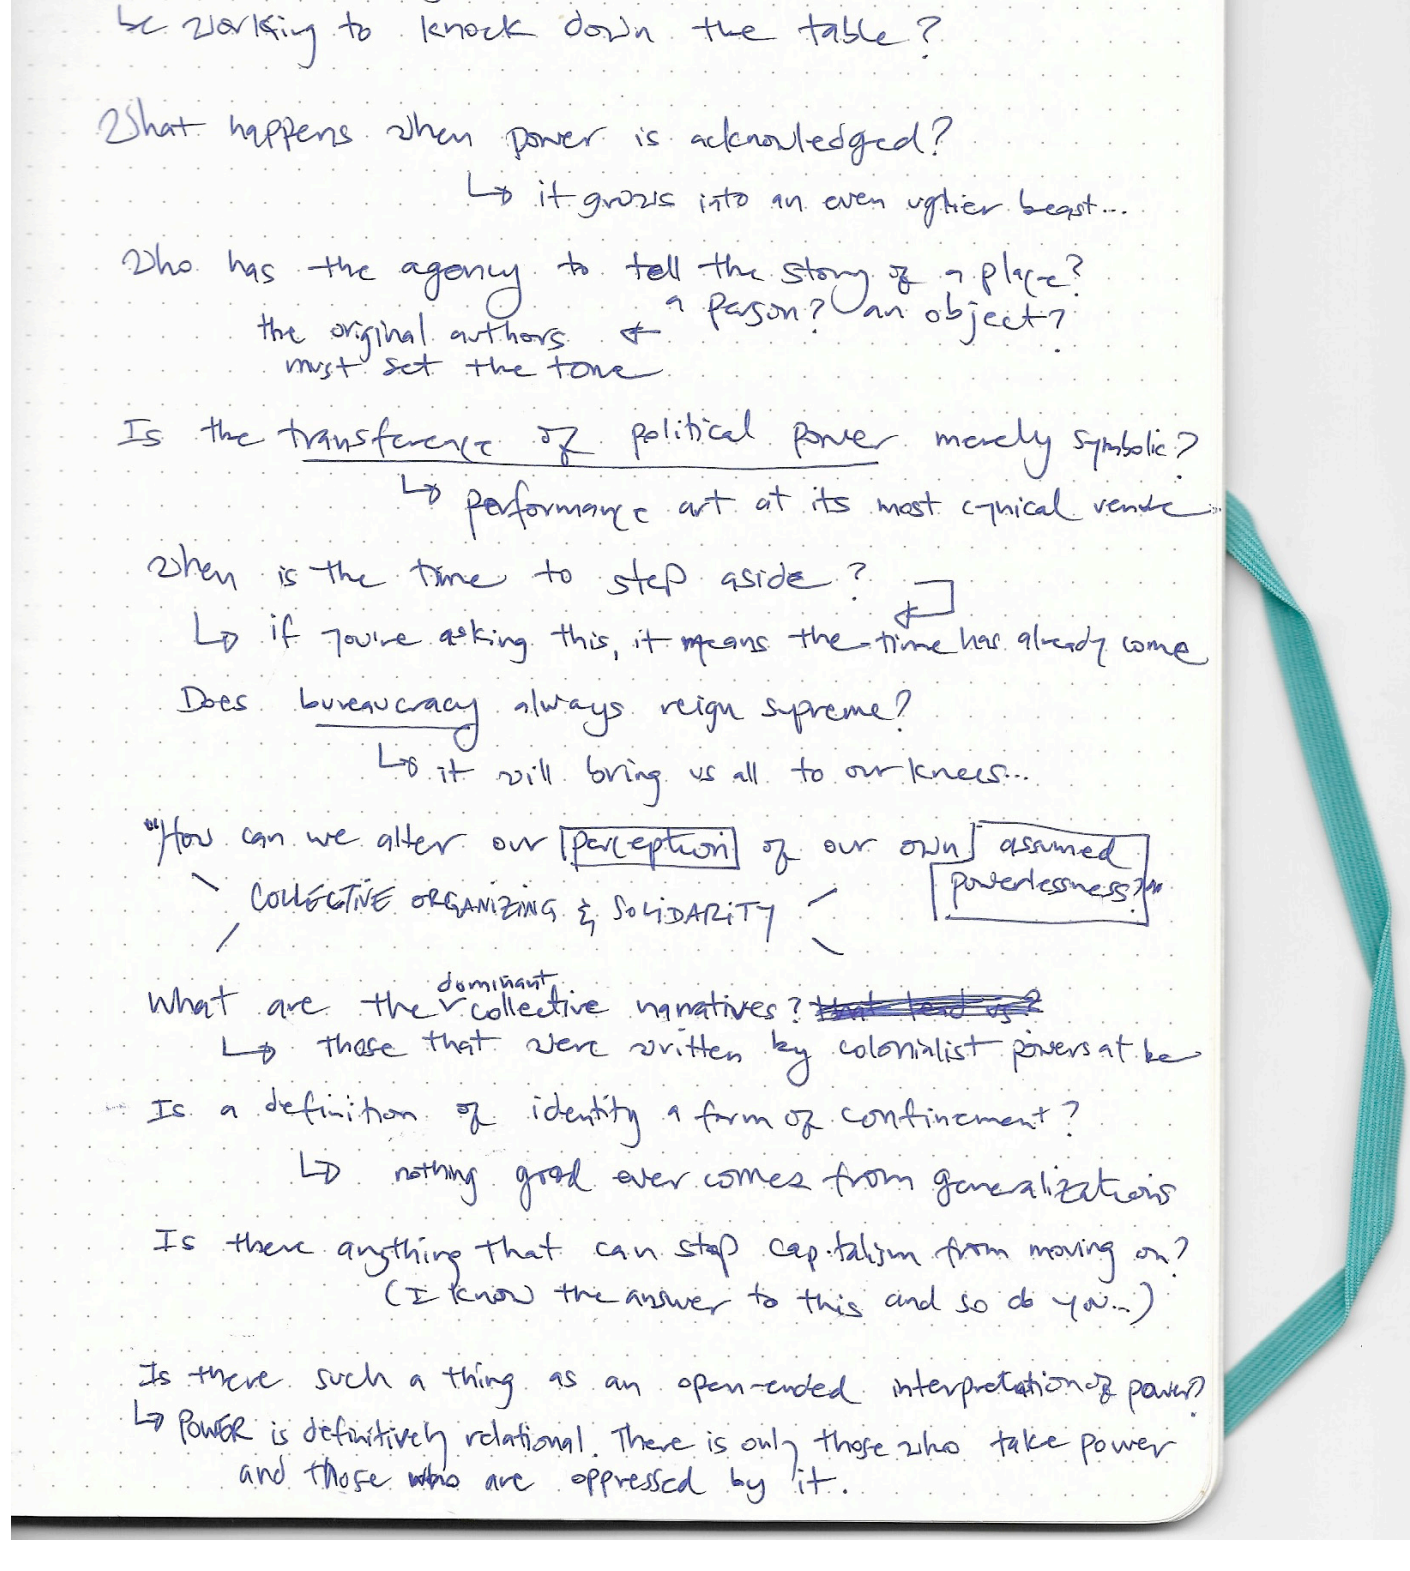 be working to knock down the table?
What happens when power is acknowledged?
↳ it grows into an even uglier beast...
Who has the agency to tell the story of a place?
a person? an object?
the original authors ←
must set the tone
Is the transference of political power merely symbolic?
↳ performance art at its most cynical venue...
When is the time to step aside?
↳ if you're asking this, it means the time has already come
Does bureaucracy always reign supreme?
↳ it will bring us all to our knees...
"How can we alter our perception of our own assumed
powerlessness?"
COLLECTIVE ORGANIZING & SOLIDARITY
dominant
What are the collective narratives? that lend us?
↳ those that were written by colonialist powers at be
Is a definition of identity a form of confinement?
↳ nothing good ever comes from generalizations
Is there anything that can stop capitalism from moving on?
(I know the answer to this and so do you...)
Is there such a thing as an open-ended interpretation of power?
↳ POWER is definitively relational. There is only those who take power
and those who are oppressed by it.